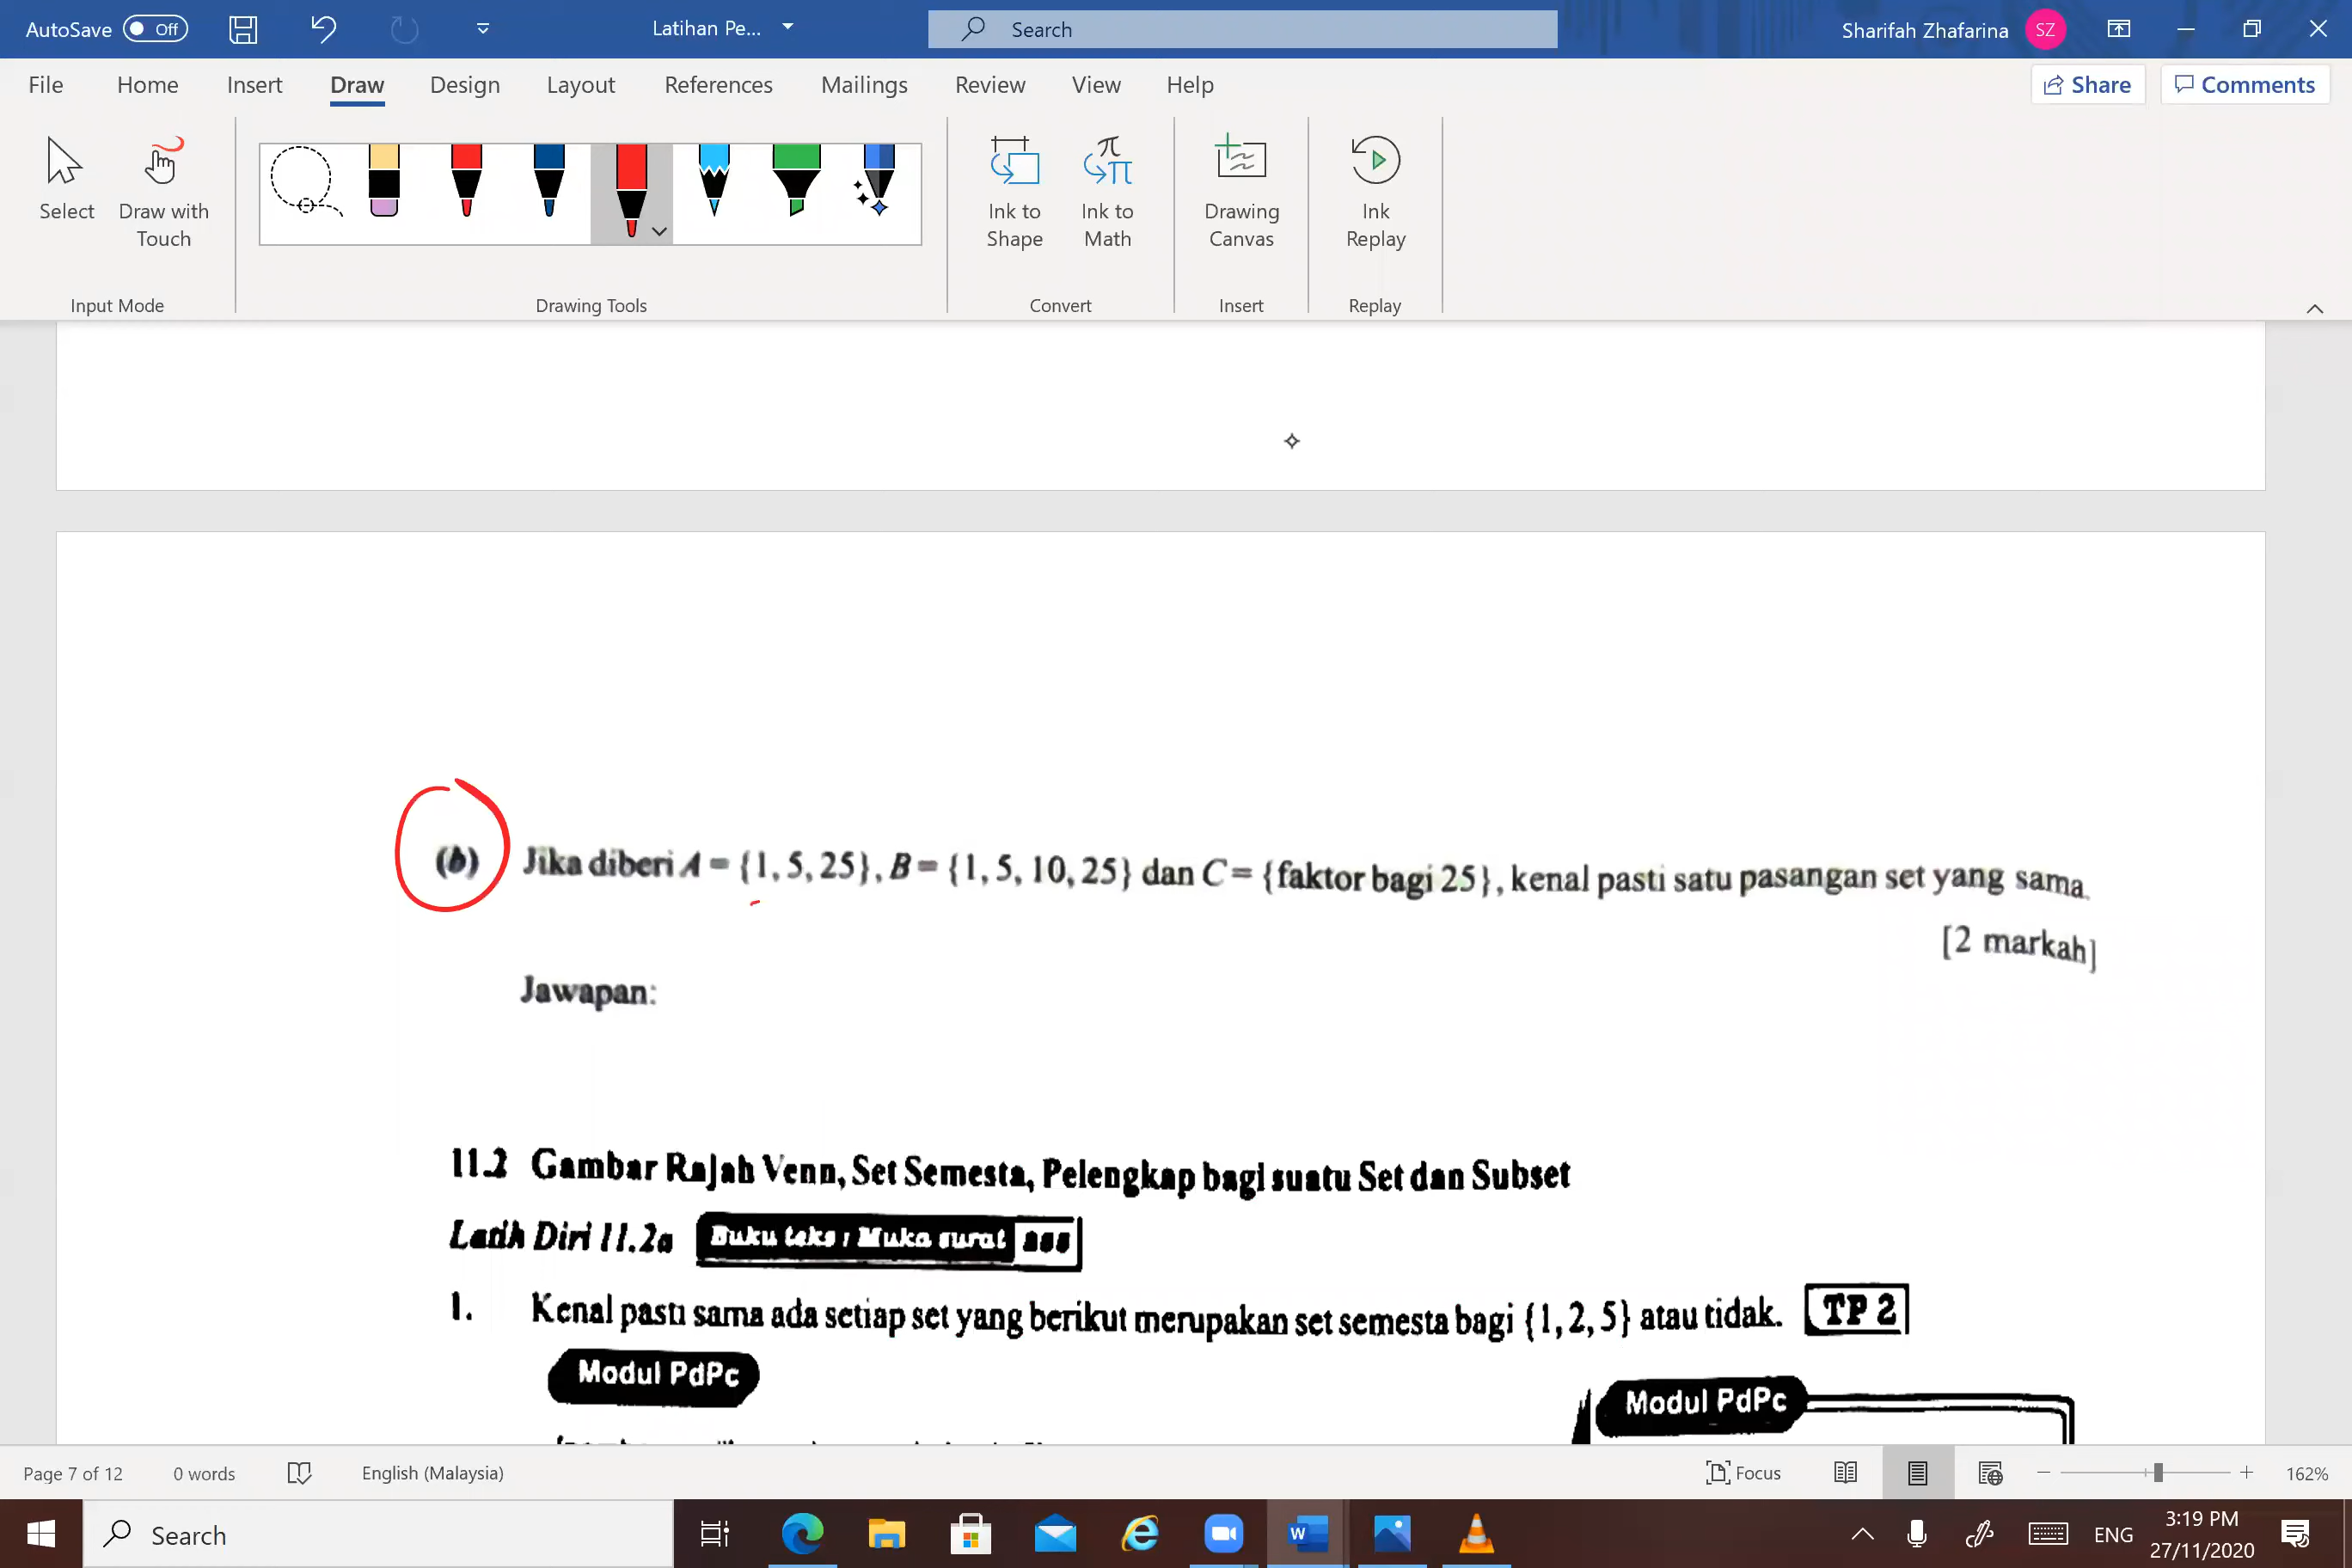 AutoSave Off Latihan Pe... Search Sharifah Zhafarina SZ
File Home Insert Draw Design Layout References Mailings Review View Help Share Comments
Select Draw with Touch Ink to Shape Ink to Math Drawing Canvas Ink Replay
Input Mode Drawing Tools Convert Insert Replay
(b) Jika diberi A = {1, 5, 25}, B = {1, 5, 10, 25} dan C = {faktor bagi 25}, kenal pasti satu pasangan set yang sama.
[2 markah]
Jawapan:
11.2 Gambar Rajah Venn, Set Semesta, Pelengkap bagi suatu Set dan Subset
Latih Diri 11.2a Buku teks : Muka surat
1. Kenal pasti sama ada setiap set yang berikut merupakan set semesta bagi {1, 2, 5} atau tidak. TP 2
Modul PdPc
Modul PdPc
Page 7 of 12 0 words English (Malaysia) Focus 162%
Search ENG 3:19 PM
27/11/2020